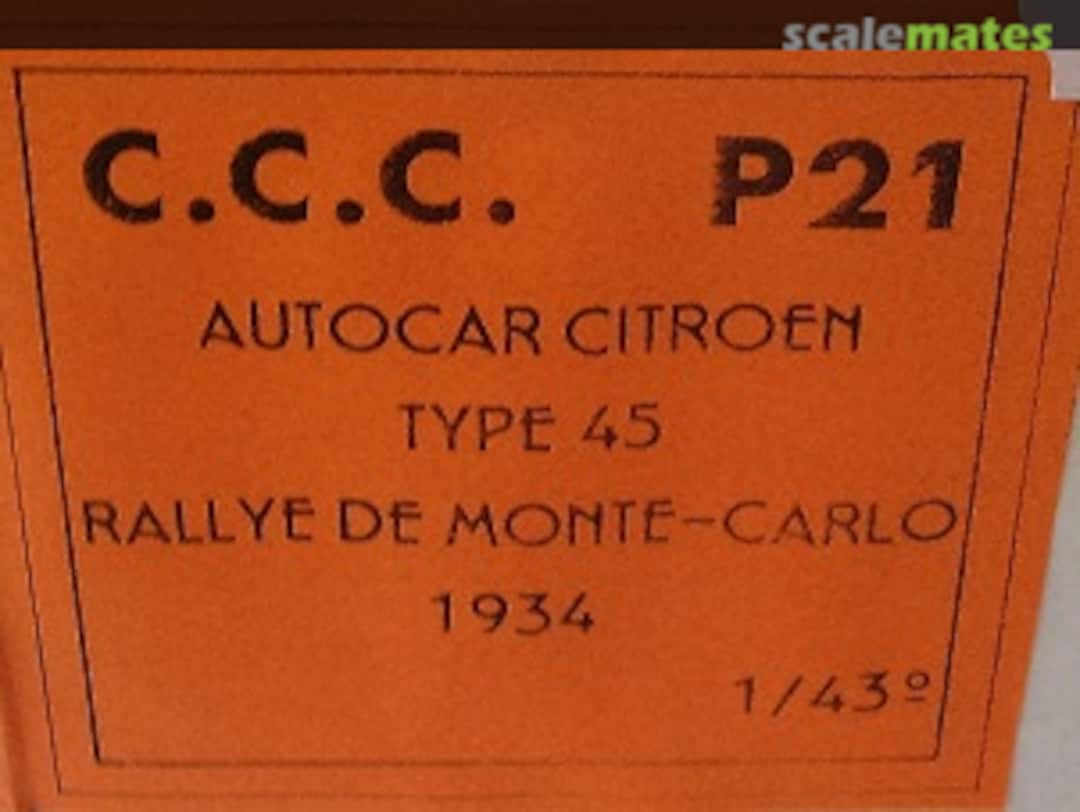 scalemates
C.C.C. P21
AUTOCAR CITROEN
TYPE 45
RALLYE DE MONTE-CARLO
1934
1/43º